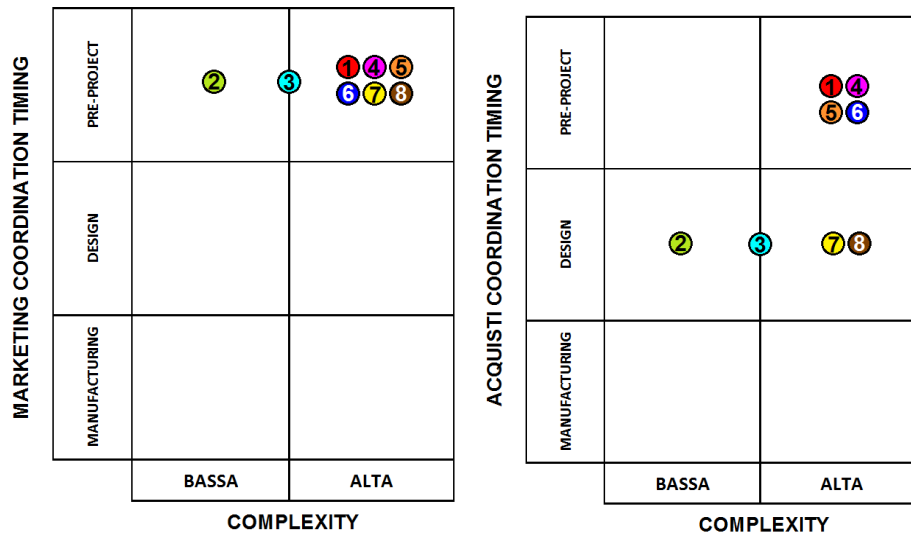 MARKETING COORDINATION TIMING
PRE-PROJECT
2
3
1 4 5
6 7 8
DESIGN
MANUFACTURING
BASSA
ALTA
COMPLEXITY
ACQUISTI COORDINATION TIMING
PRE-PROJECT
1 4
5 6
DESIGN
2
3
7 8
MANUFACTURING
BASSA
ALTA
COMPLEXITY